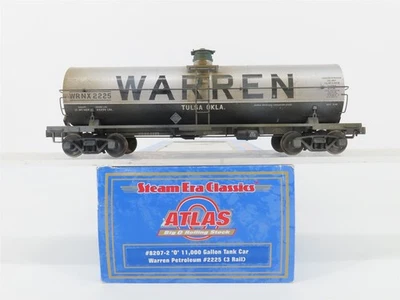 WARREN
WRNX 2225
TULSA OKLA.
Steam Era Classics
ATLAS
Big O Rolling Stock
#8297-2 "O" 11,000 Gallon Tank Car
Warren Petroleum #2225 (3 Rail)